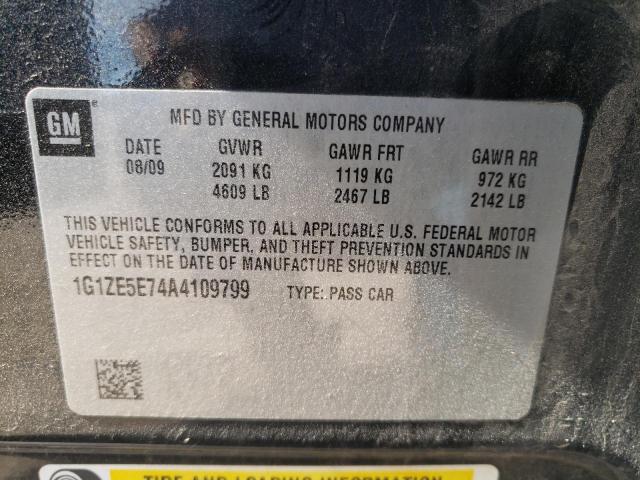 GM
MFD BY GENERAL MOTORS COMPANY
DATE GVWR GAWR FRT GAWR RR
08/09 2091 KG 1119 KG 972 KG
4609 LB 2467 LB 2142 LB
THIS VEHICLE CONFORMS TO ALL APPLICABLE U.S. FEDERAL MOTOR
VEHICLE SAFETY, BUMPER, AND THEFT PREVENTION STANDARDS IN
EFFECT ON THE DATE OF MANUFACTURE SHOWN ABOVE.
1G1ZE5E74A4109799 TYPE: PASS CAR
TIRE AND LOADING INFORMATION